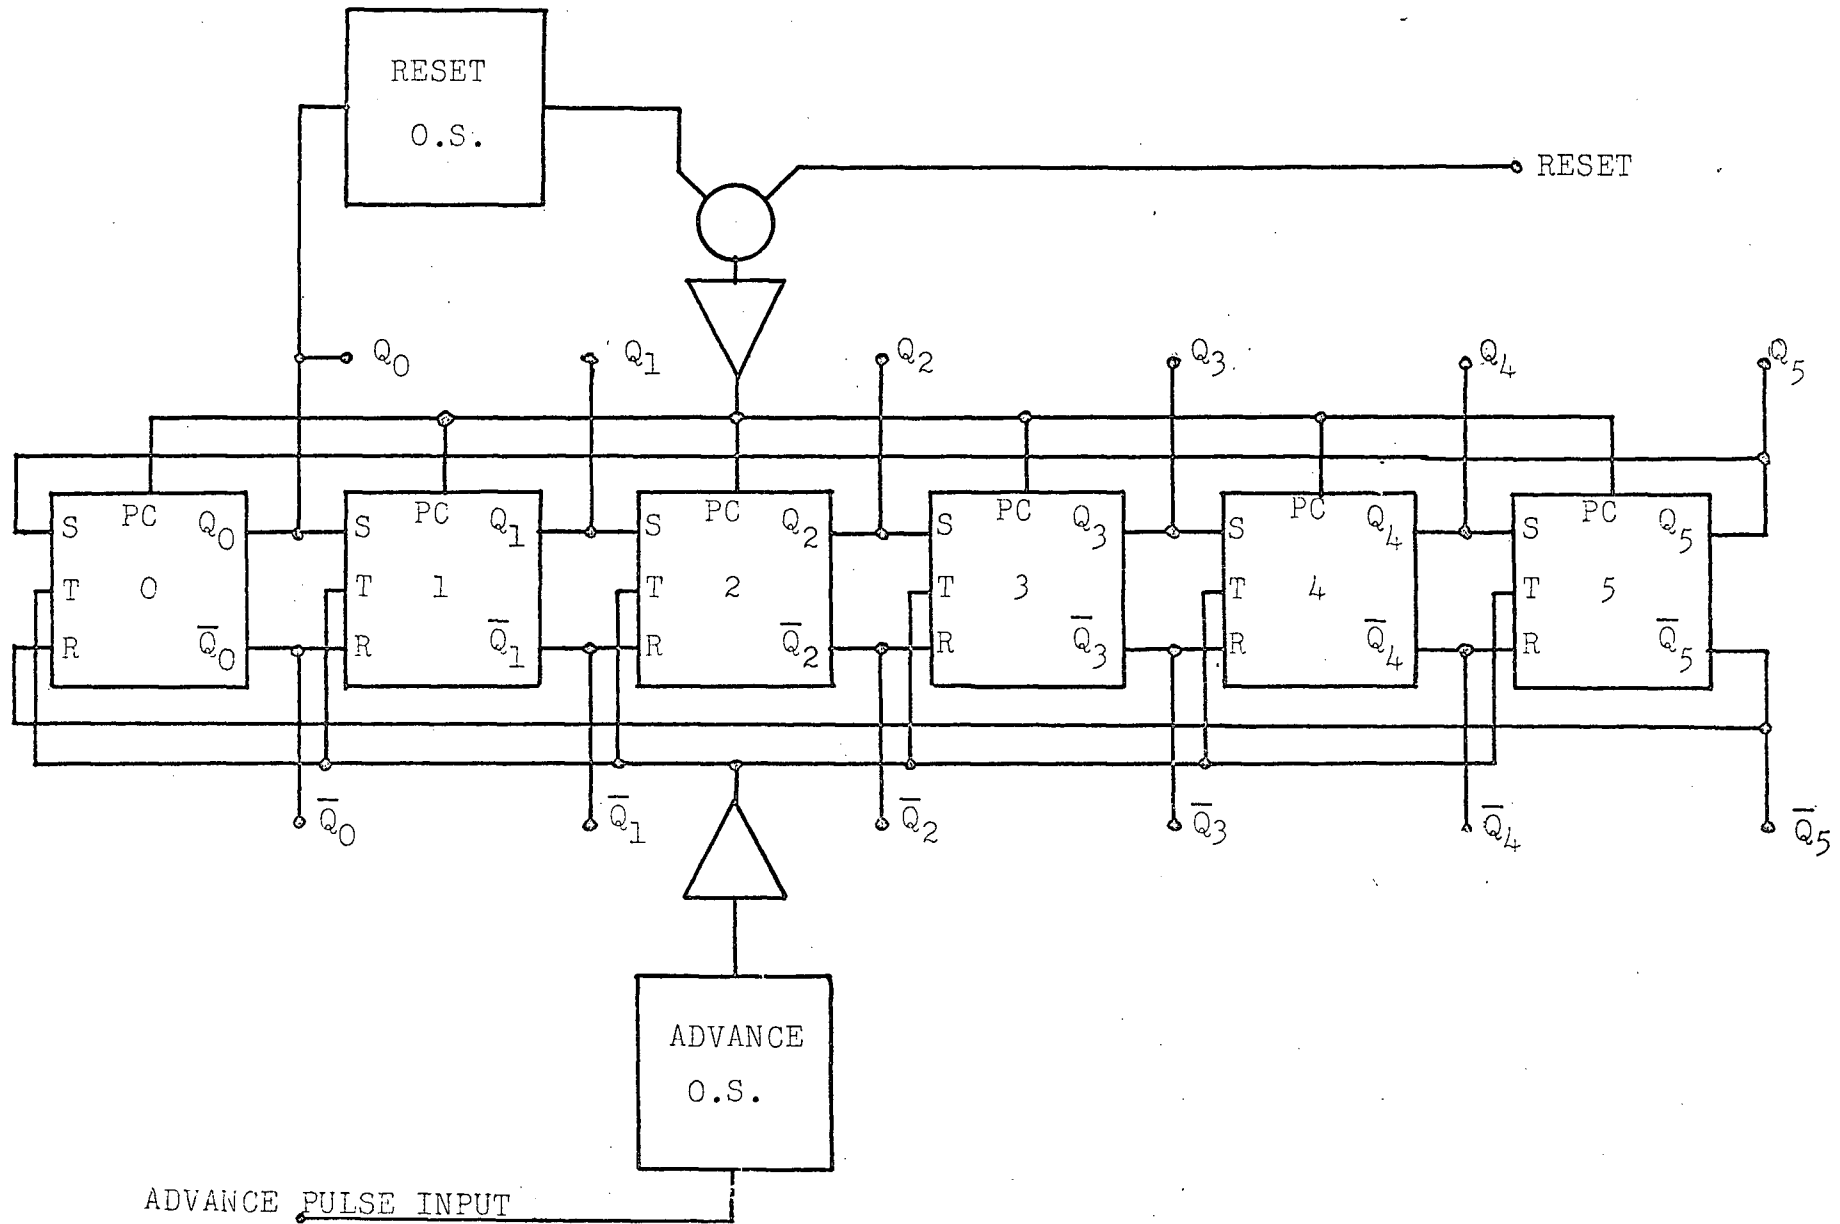 RESET
O.S.
RESET
Q0 Q1 Q2 Q3 Q4 Q5
PC PC PC PC PC PC
S Q0 S Q1 S Q2 S Q3 S Q4 S Q5
T 0 T 1 T 2 T 3 T 4 T 5
R Q̅0 R Q̅1 R Q̅2 R Q̅3 R Q̅4 R Q̅5
Q̅0 Q̅1 Q̅2 Q̅3 Q̅4 Q̅5
ADVANCE
O.S.
ADVANCE PULSE INPUT